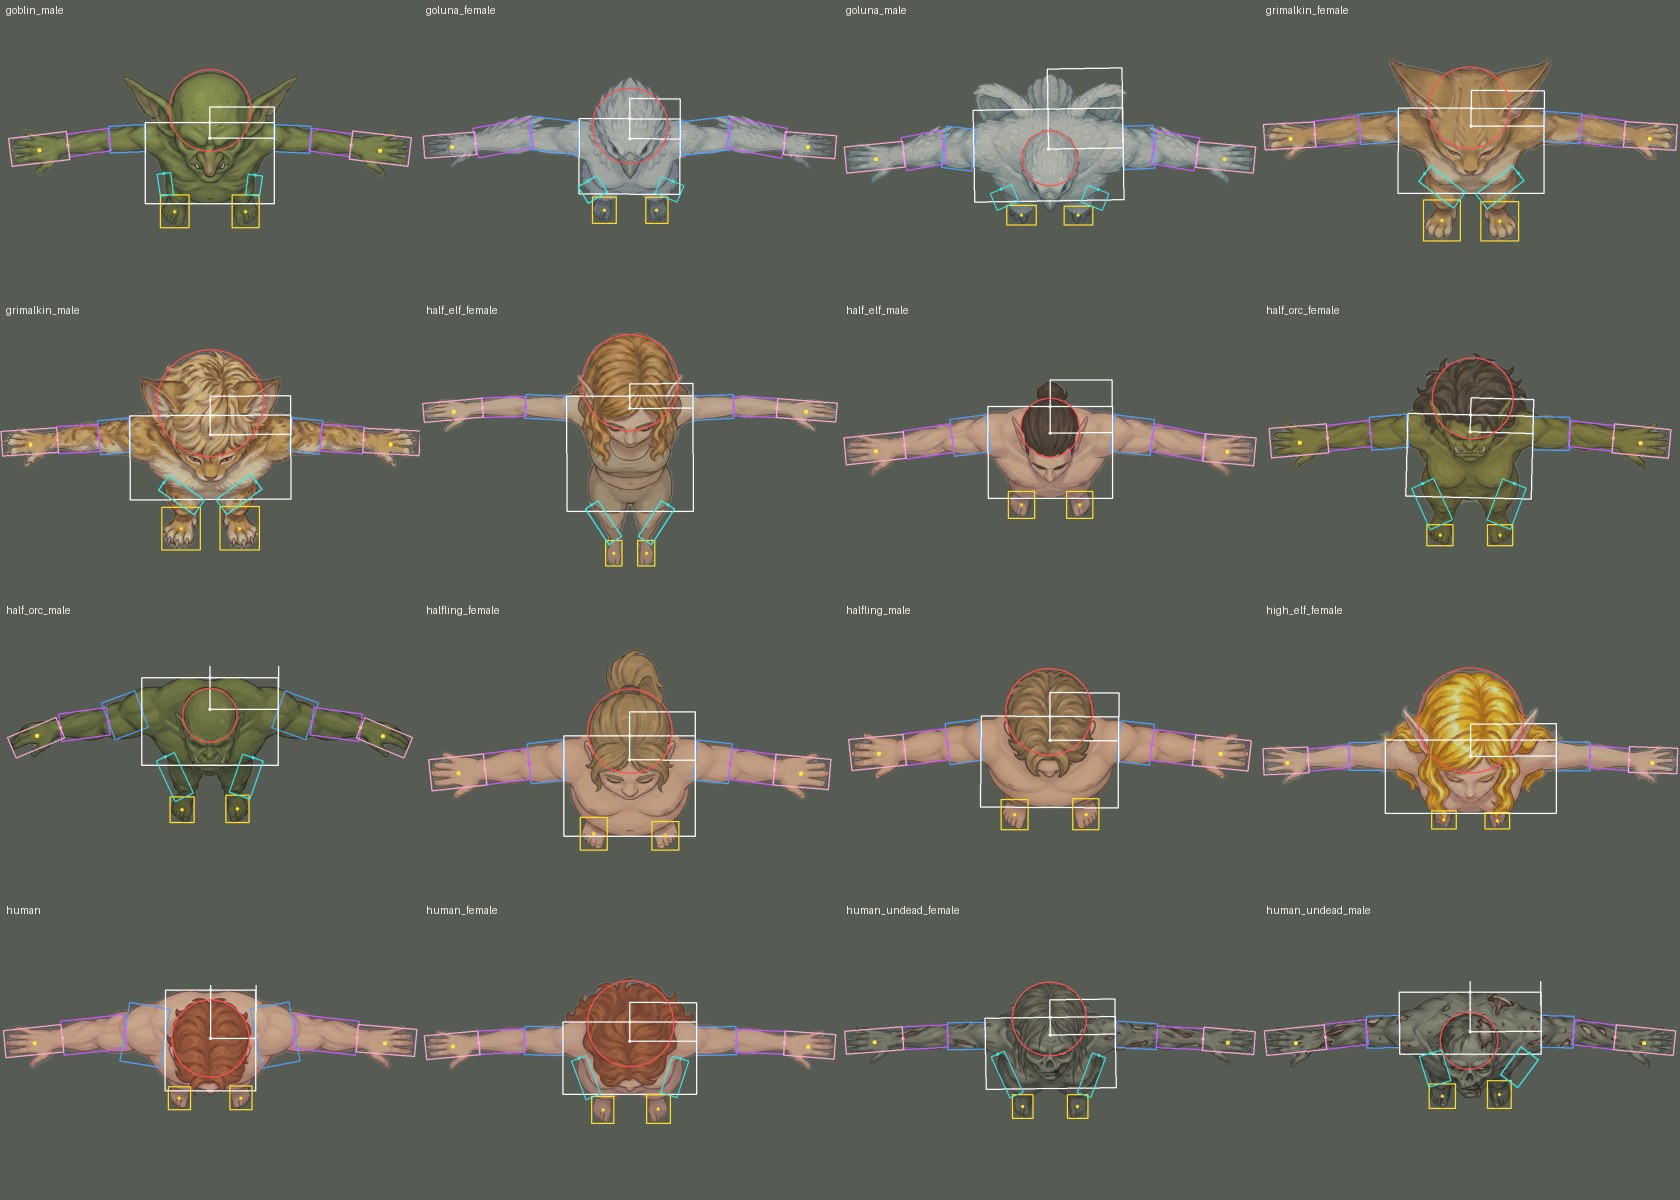 goblin_male
goluna_female
goluna_male
grimalkin_female
grimalkin_male
half_elf_female
half_elf_male
half_orc_female
half_orc_male
halfling_female
halfling_male
high_elf_female
human
human_female
human_undead_female
human_undead_male